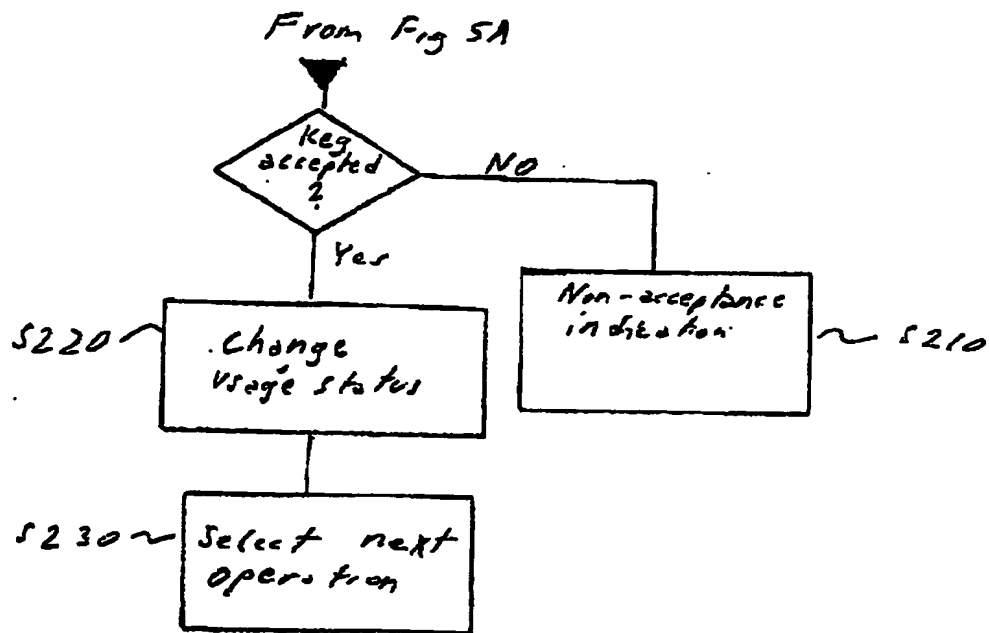 From Fig 5A
Keg
accepted
?
No
Yes
Non-acceptance
indication
S210
S220
Change
Usage status
S230
Select next
operation